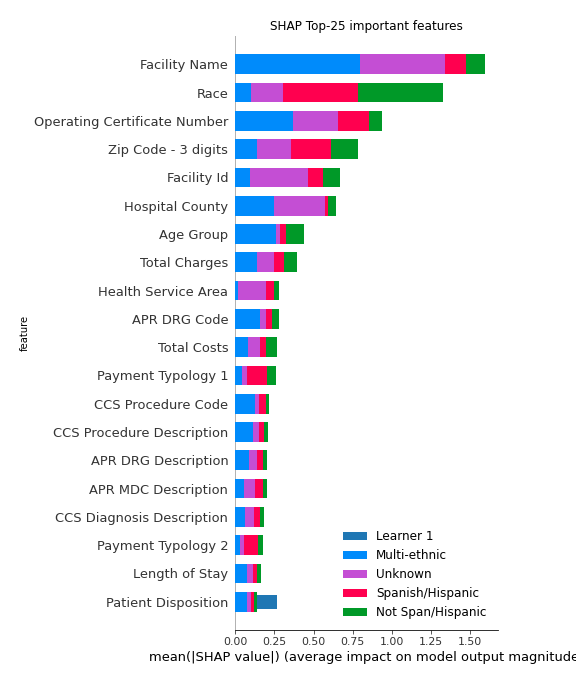 SHAP Top-25 important features
Facility Name
Race
Operating Certificate Number
Zip Code - 3 digits
Facility Id
Hospital County
Age Group
Total Charges
Health Service Area
APR DRG Code
Total Costs
Payment Typology 1
CCS Procedure Code
CCS Procedure Description
APR DRG Description
APR MDC Description
CCS Diagnosis Description
Payment Typology 2
Length of Stay
Patient Disposition
feature
Learner 1
Multi-ethnic
Unknown
Spanish/Hispanic
Not Span/Hispanic
0.00 0.25 0.50 0.75 1.00 1.25 1.50
mean(|SHAP value|) (average impact on model output magnitude